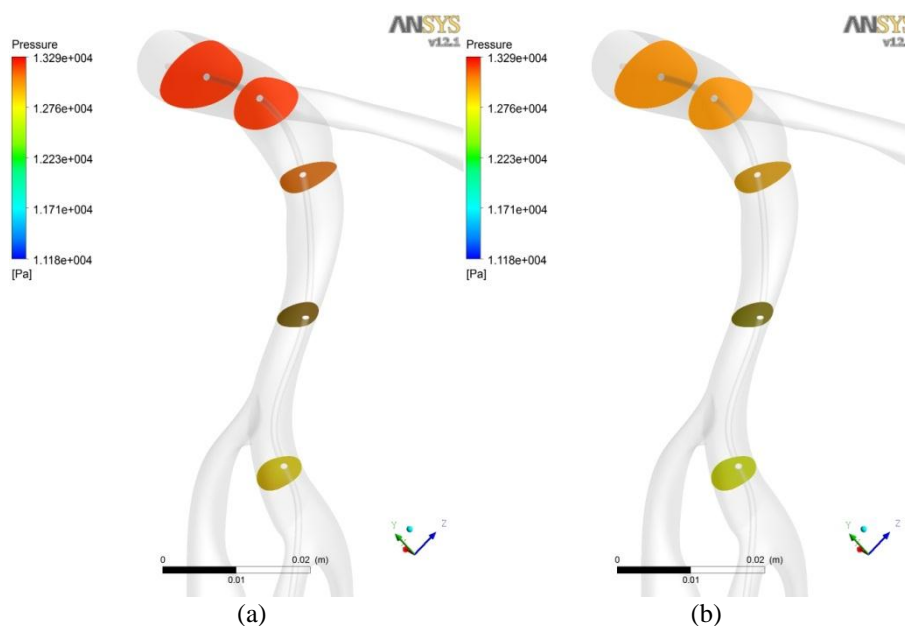 ANSYS
v12.1
Pressure
1.329e+004
1.276e+004
1.223e+004
1.171e+004
1.118e+004
[Pa]
Y
Z
0
0.02 (m)
0.01
(a)
ANSYS
v12.
Pressure
1.329e+004
1.276e+004
1.223e+004
1.171e+004
1.118e+004
[Pa]
Y
Z
0
0.02 (m)
0.01
(b)